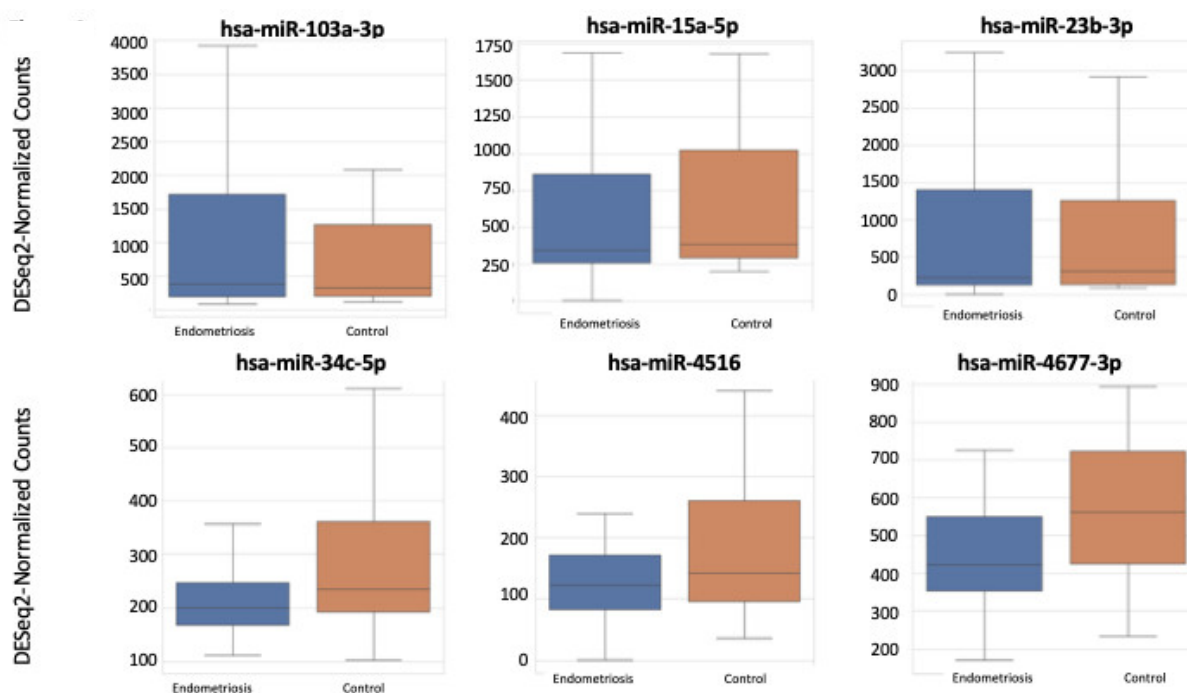 hsa-miR-103a-3p
DESeq2-Normalized Counts
4000
3500
3000
2500
2000
1500
1000
500
Endometriosis Control
hsa-miR-15a-5p
1750
1500
1250
1000
750
500
250
Endometriosis Control
hsa-miR-23b-3p
3000
2500
2000
1500
1000
500
0
Endometriosis Control
hsa-miR-34c-5p
DESeq2-Normalized Counts
600
500
400
300
200
100
Endometriosis Control
hsa-miR-4516
400
300
200
100
0
Endometriosis Control
hsa-miR-4677-3p
900
800
700
600
500
400
300
200
Endometriosis Control